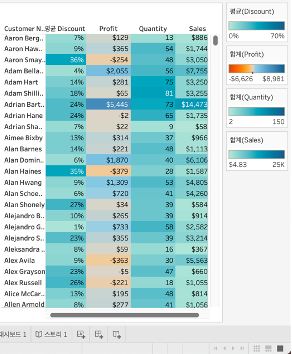 Customer N.. 평균 Discount Profit Quantity Sales
Aaron Berg.. 7% $129 13 $886
Aaron Haw.. 9% $365 54 $1,744
Aaron Smay.. 36% $-254 48 $3,050
Adam Bella.. 4% $2,055 56 $7,755
Adam Hart 14% $281 75 $3,250
Adam Shilli.. 18% $65 81 $3,255
Adrian Bart.. 24% $5,445 73 $14,473
Adrian Hane 24% $-2 65 $1,735
Adrian Sha.. 7% $22 9 $58
Aimee Bixby 13% $314 37 $966
Alan Barnes 14% $221 48 $1,113
Alan Domin.. 6% $1,870 40 $6,106
Alan Haines 35% $-379 28 $1,587
Alan Hwang 9% $1,309 53 $4,805
Alan Schoe.. 6% $720 41 $4,260
Alan Shonely 27% $34 39 $584
Alejandro B.. 10% $265 39 $914
Alejandro G.. 1% $733 58 $2,582
Alejandro S.. 23% $355 39 $3,214
Aleksandra .. 8% $59 16 $367
Alex Avila 9% $-363 30 $5,563
Alex Grayson 23% $-5 47 $660
Alex Russell 26% $-221 18 $1,055
Alice McCar.. 13% $195 48 $814
Allen Armold 8% $277 41 $1,056
평균(Discount)
0% 70%
합계(Profit)
$-6,626 $8,981
합계(Quantity)
2 150
합계(Sales)
$4.83 25K
대시보드 1 스토리 1